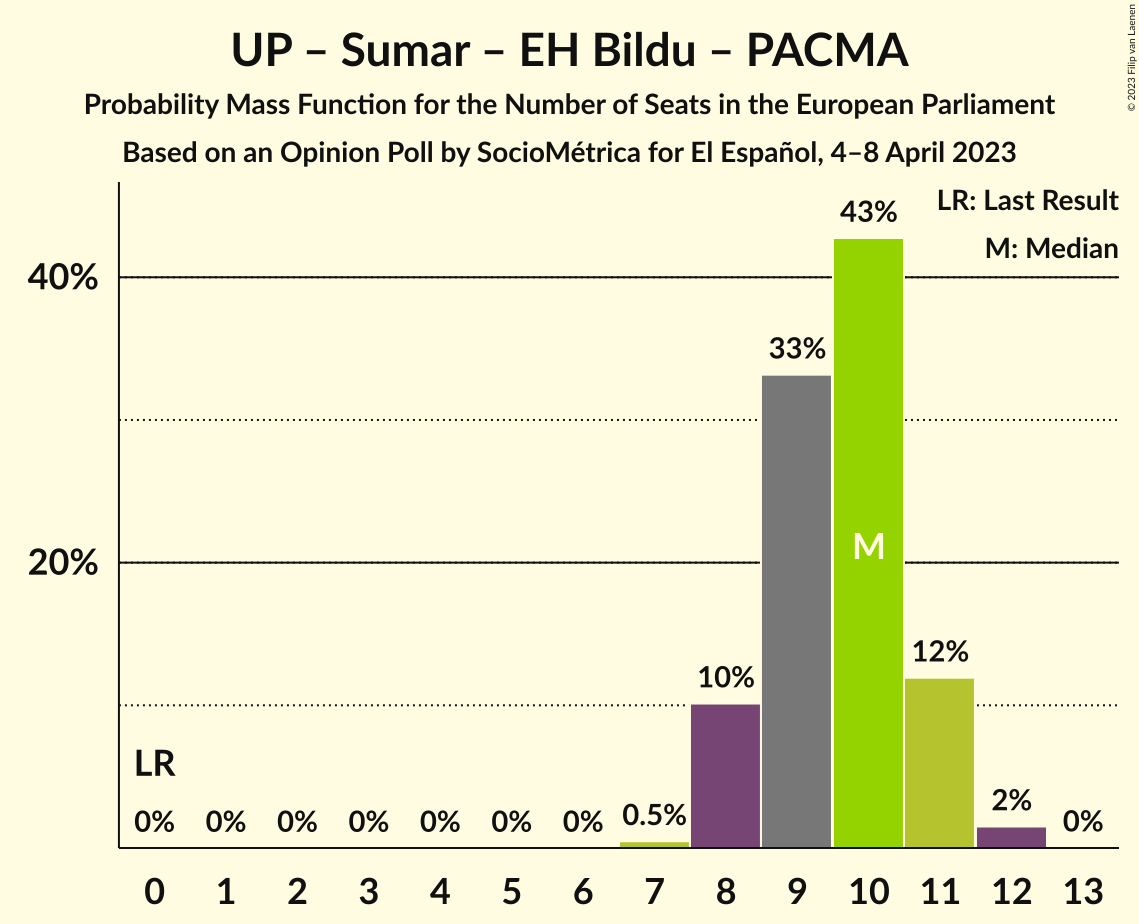 UP – Sumar – EH Bildu – PACMA
Probability Mass Function for the Number of Seats in the European Parliament
Based on an Opinion Poll by SocioMétrica for El Español, 4–8 April 2023
© 2023 Filip van Laenen
LR: Last Result
M: Median
40%
20%
LR
0% 0% 0% 0% 0% 0% 0% 0.5% 10% 33% 43% 12% 2% 0%
M
0 1 2 3 4 5 6 7 8 9 10 11 12 13